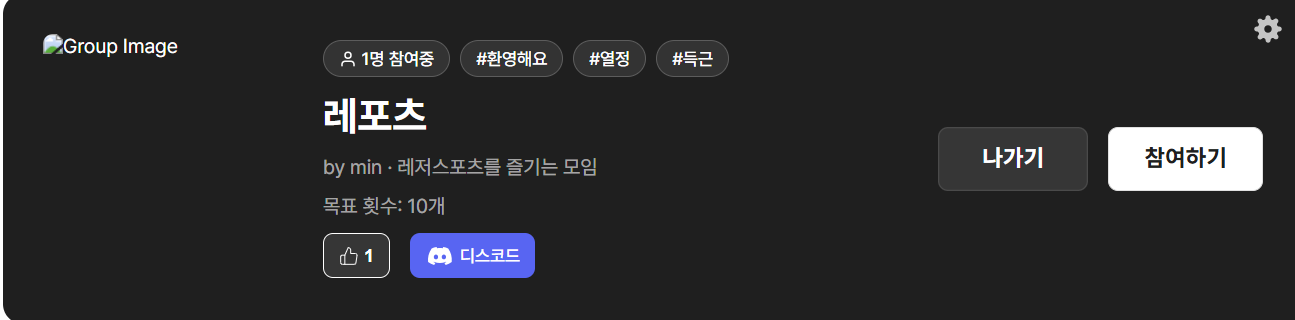 Group Image
1명 참여중 #환영해요 #열정 #득근
레포츠
by min · 레저스포츠를 즐기는 모임
목표 횟수: 10개
1 디스코드
나가기 참여하기